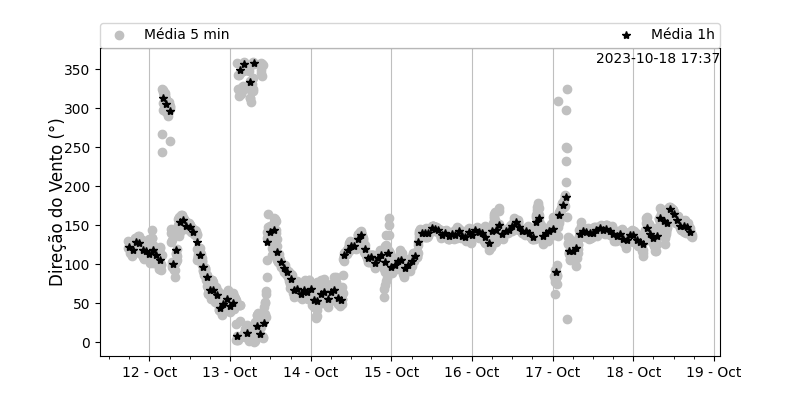 Média 5 min
Média 1h
2023-10-18 17:37
Direção do Vento (°)
350
300
250
200
150
100
50
0
12 - Oct
13 - Oct
14 - Oct
15 - Oct
16 - Oct
17 - Oct
18 - Oct
19 - Oct